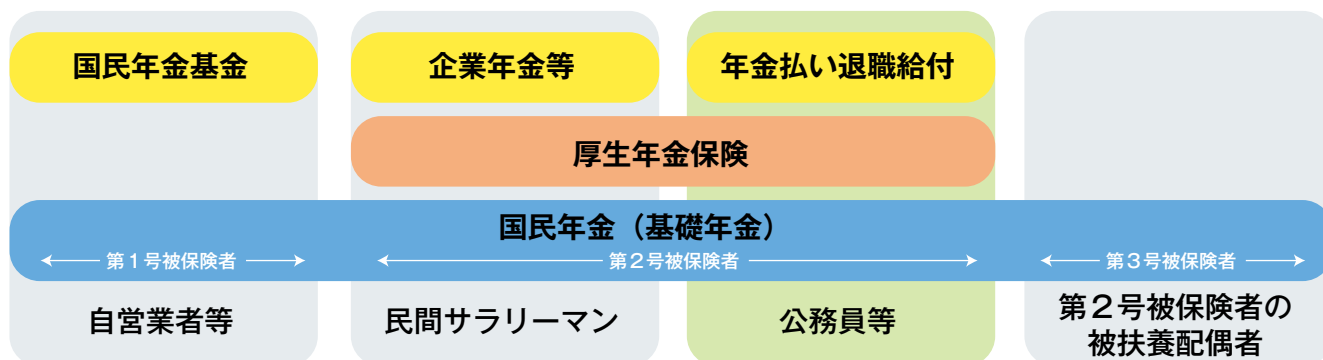 国民年金基金
企業年金等
年金払い退職給付
厚生年金保険
国民年金（基礎年金）
第１号被保険者
第２号被保険者
第３号被保険者
自営業者等
民間サラリーマン
公務員等
第２号被保険者の
被扶養配偶者